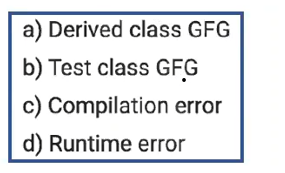 a) Derived class GFG
b) Test class GFG
c) Compilation error
d) Runtime error